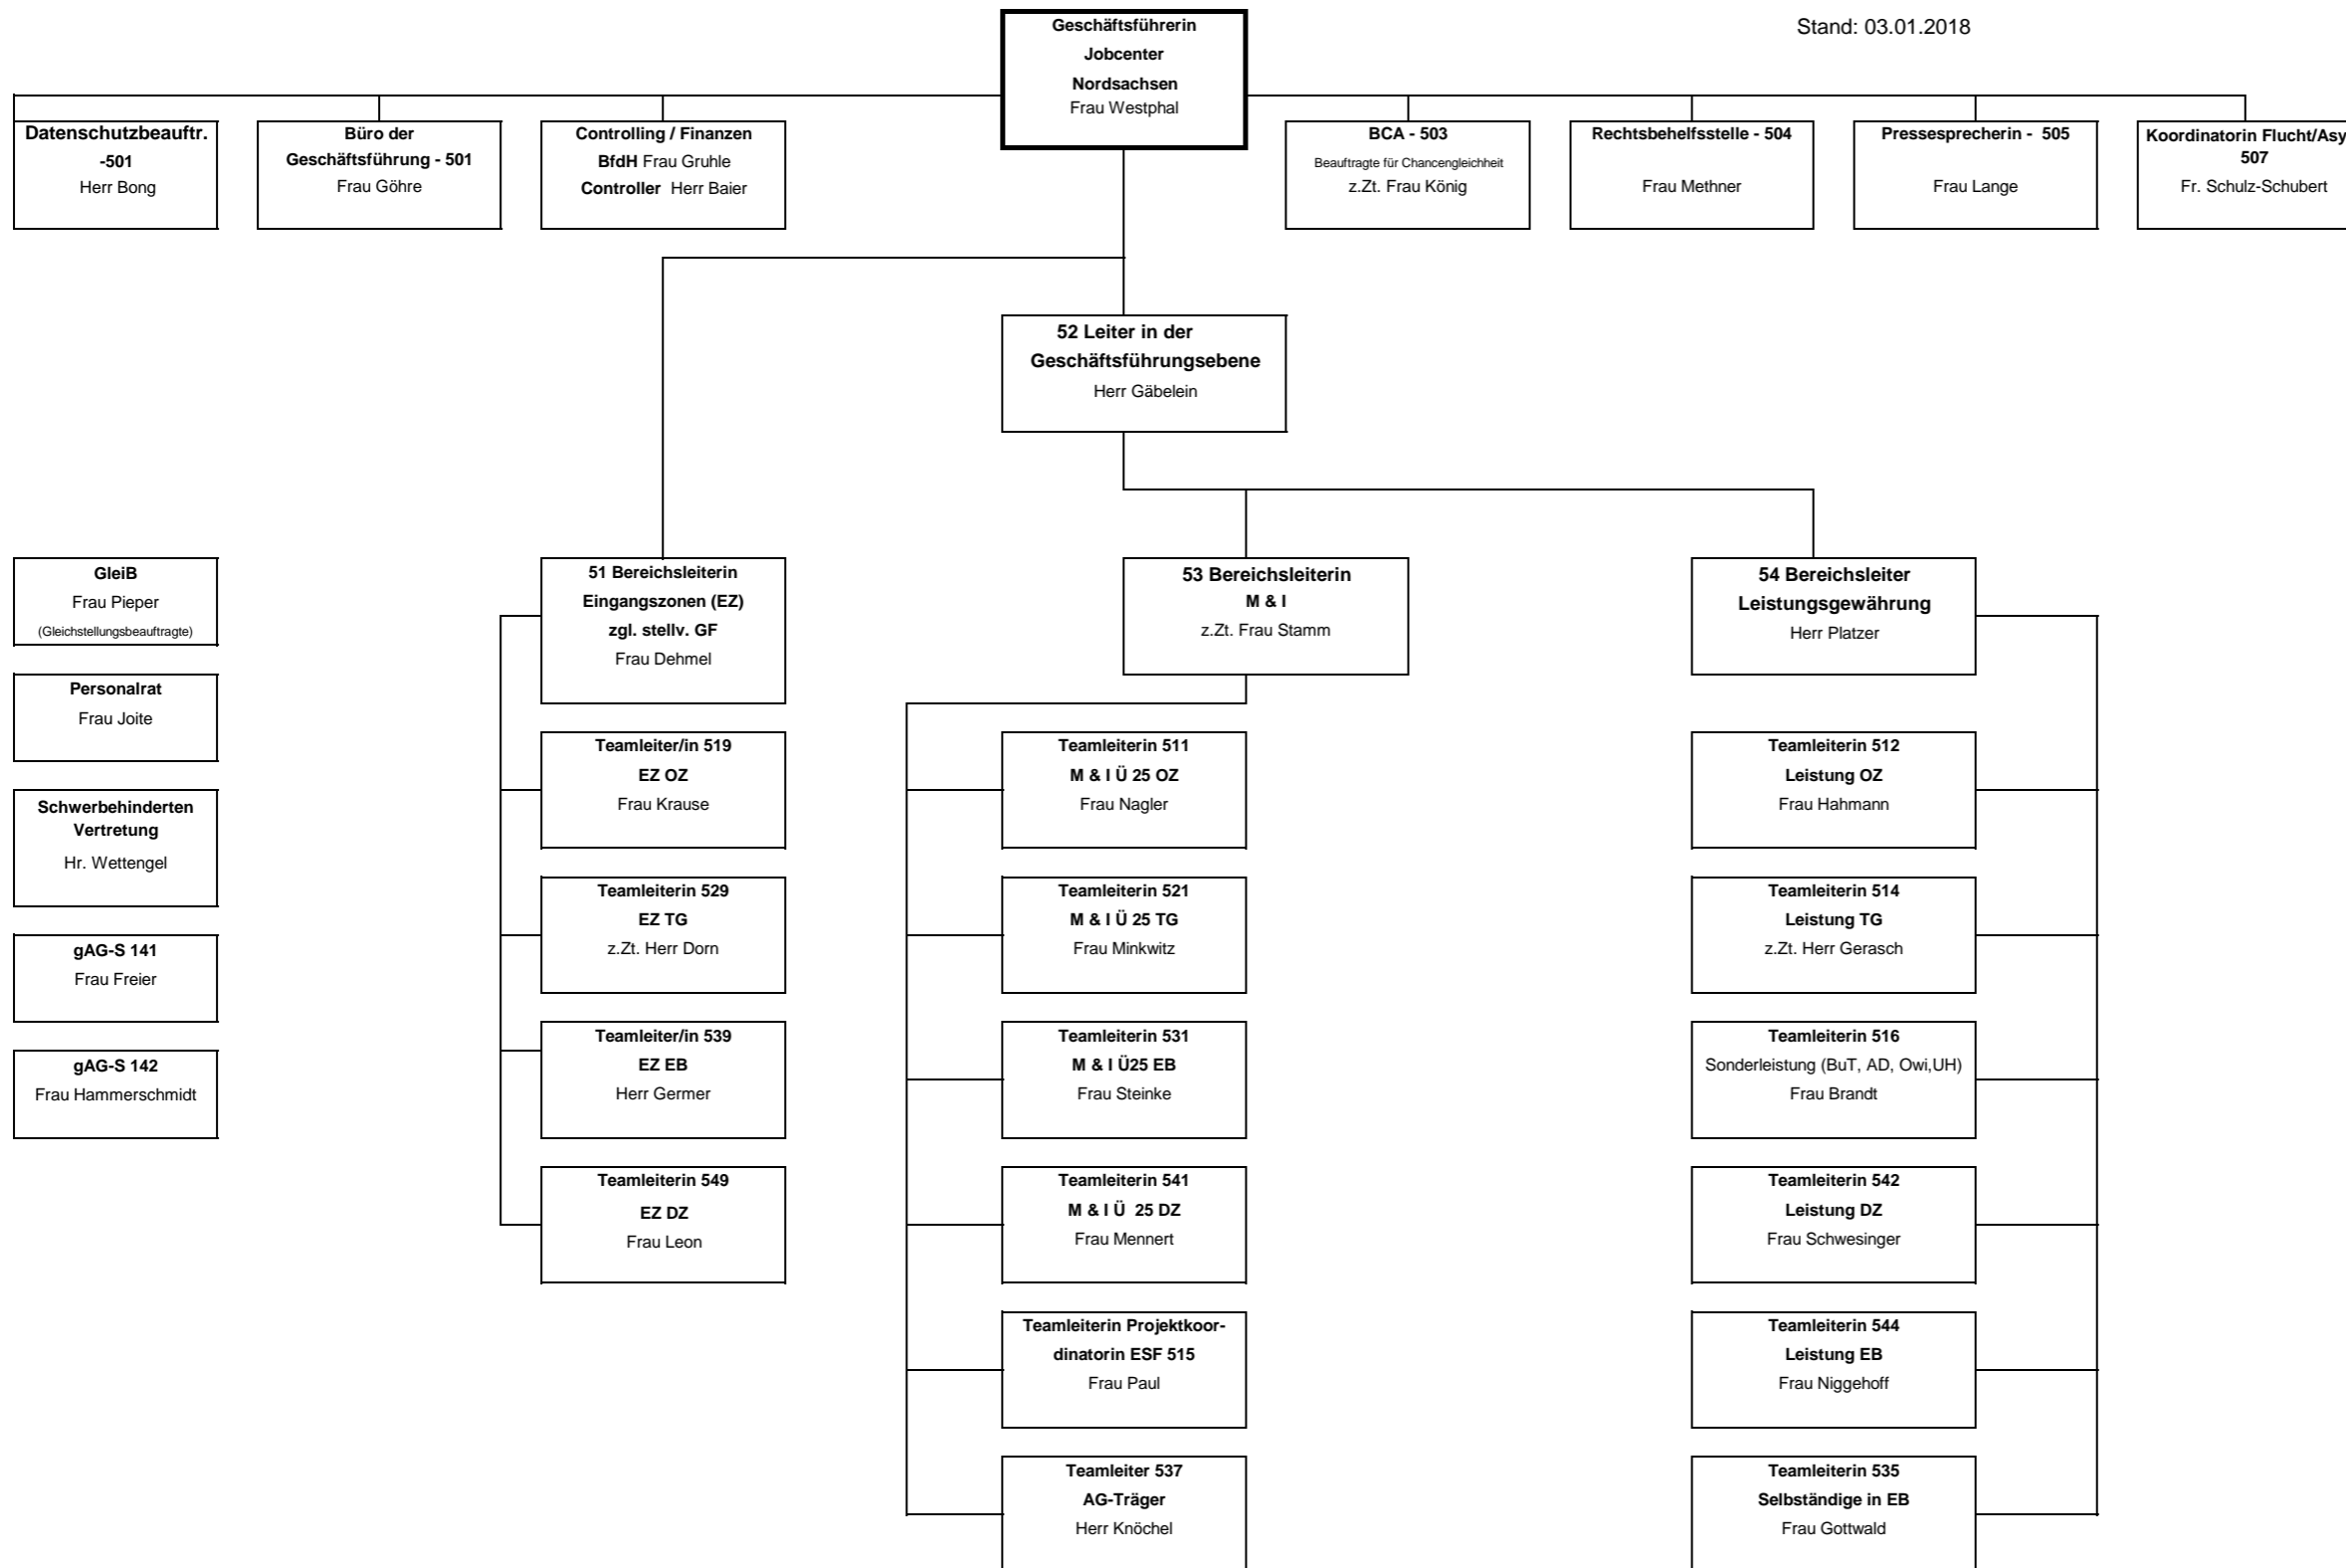 Geschäftsführerin
Jobcenter
Nordsachsen
Frau Westphal
Stand: 03.01.2018
Datenschutzbeauftr.
-501
Herr Bong
Büro der
Geschäftsführung - 501
Frau Göhre
Controlling / Finanzen
BfdH Frau Gruhle
Controller Herr Baier
BCA - 503
Beauftragte für Chancengleichheit
z.Zt. Frau König
Rechtsbehelfsstelle - 504
Frau Methner
Pressesprecherin - 505
Frau Lange
Koordinatorin Flucht/Asy
507
Fr. Schulz-Schubert
52 Leiter in der
Geschäftsführungsebene
Herr Gäbelein
GleiB
Frau Pieper
(Gleichstellungsbeauftragte)
Personalrat
Frau Joite
Schwerbehinderten
Vertretung
Hr. Wettengel
gAG-S 141
Frau Freier
gAG-S 142
Frau Hammerschmidt
51 Bereichsleiterin
Eingangszonen (EZ)
zgl. stellv. GF
Frau Dehmel
Teamleiter/in 519
EZ OZ
Frau Krause
Teamleiterin 529
EZ TG
z.Zt. Herr Dorn
Teamleiter/in 539
EZ EB
Herr Germer
Teamleiterin 549
EZ DZ
Frau Leon
53 Bereichsleiterin
M & I
z.Zt. Frau Stamm
Teamleiterin 511
M & I Ü 25 OZ
Frau Nagler
Teamleiterin 521
M & I Ü 25 TG
Frau Minkwitz
Teamleiterin 531
M & I Ü25 EB
Frau Steinke
Teamleiterin 541
M & I Ü 25 DZ
Frau Mennert
Teamleiterin Projektkoor-
dinatorin ESF 515
Frau Paul
Teamleiter 537
AG-Träger
Herr Knöchel
54 Bereichsleiter
Leistungsgewährung
Herr Platzer
Teamleiterin 512
Leistung OZ
Frau Hahmann
Teamleiterin 514
Leistung TG
z.Zt. Herr Gerasch
Teamleiterin 516
Sonderleistung (BuT, AD, Owi,UH)
Frau Brandt
Teamleiterin 542
Leistung DZ
Frau Schwesinger
Teamleiterin 544
Leistung EB
Frau Niggehoff
Teamleiterin 535
Selbständige in EB
Frau Gottwald